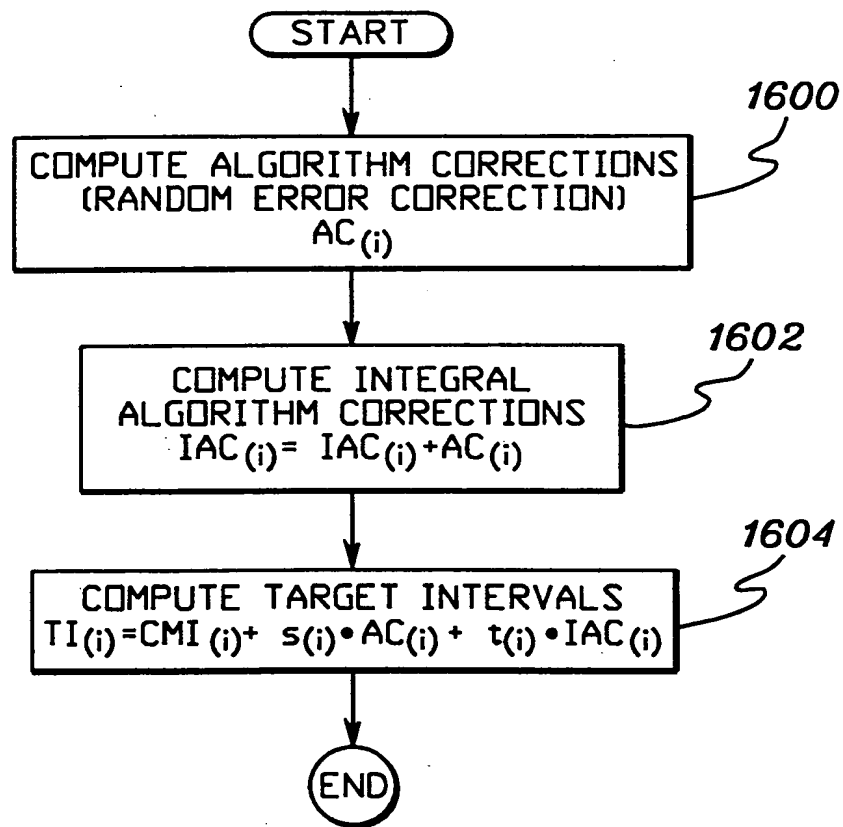 START
1600
COMPUTE ALGORITHM CORRECTIONS
(RANDOM ERROR CORRECTION)
AC(i)
1602
COMPUTE INTEGRAL
ALGORITHM CORRECTIONS
IAC(i)= IAC(i)+AC(i)
1604
COMPUTE TARGET INTERVALS
TI(i)=CMI(i)+ s(i)•AC(i)+ t(i)•IAC(i)
END